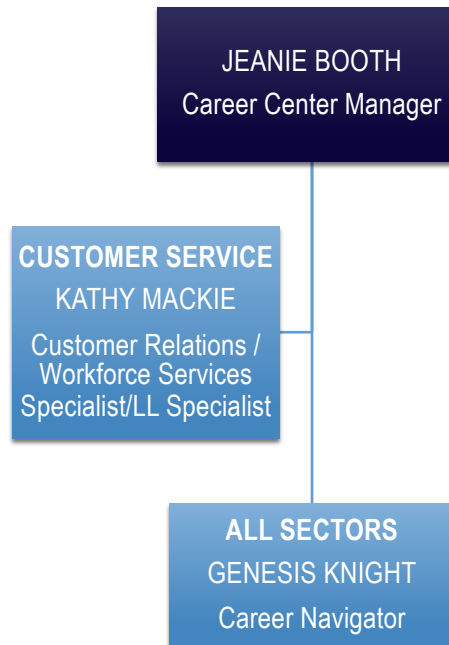 JEANIE BOOTH
Career Center Manager
CUSTOMER SERVICE
KATHY MACKIE
Customer Relations /
Workforce Services
Specialist/LL Specialist
ALL SECTORS
GENESIS KNIGHT
Career Navigator